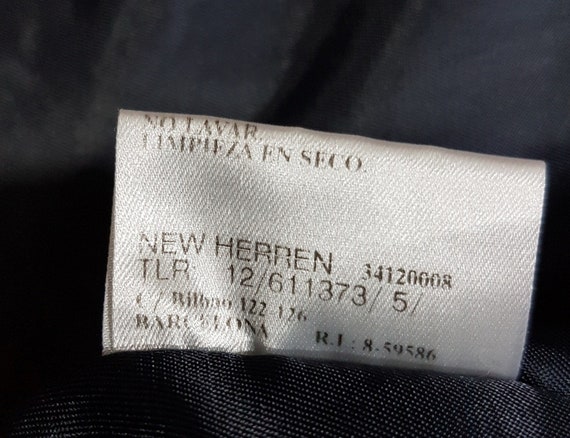 NO LAVAR.
LIMPIEZA EN SECO.
NEW HERREN 34120008
TLR 12/611373/ 5/
C/ Bilbao 122-126
BARCELONA R.I: 8-59586